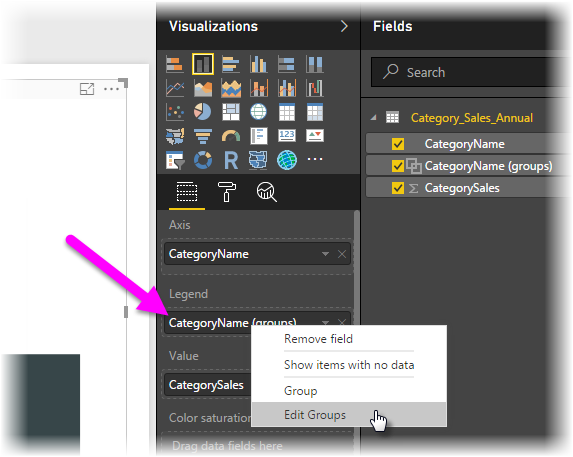 Visualizations
Fields
Search
Category_Sales_Annual
CategoryName
CategoryName (groups)
CategorySales
R
123
Axis
CategoryName
Legend
CategoryName (groups)
Value
CategorySales
Color saturation
Drag data fields here
Remove field
Show items with no data
Group
Edit Groups